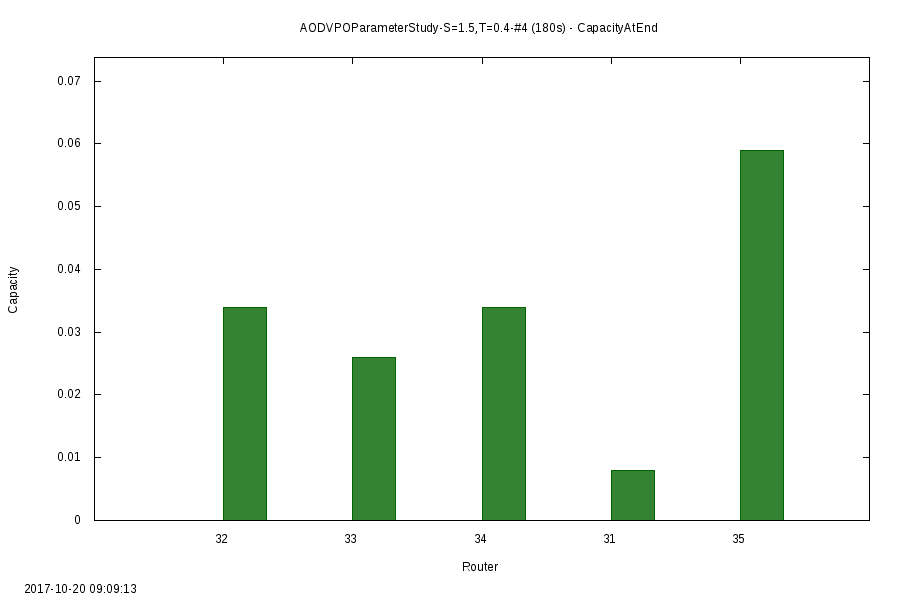 AODVPOParameterStudy-S=1.5,T=0.4-#4 (180s) - CapacityAtEnd
0.07
0.06
0.05
0.04
0.03
0.02
0.01
0
Capacity
32 33 34 31 35
Router
2017-10-20 09:09:13